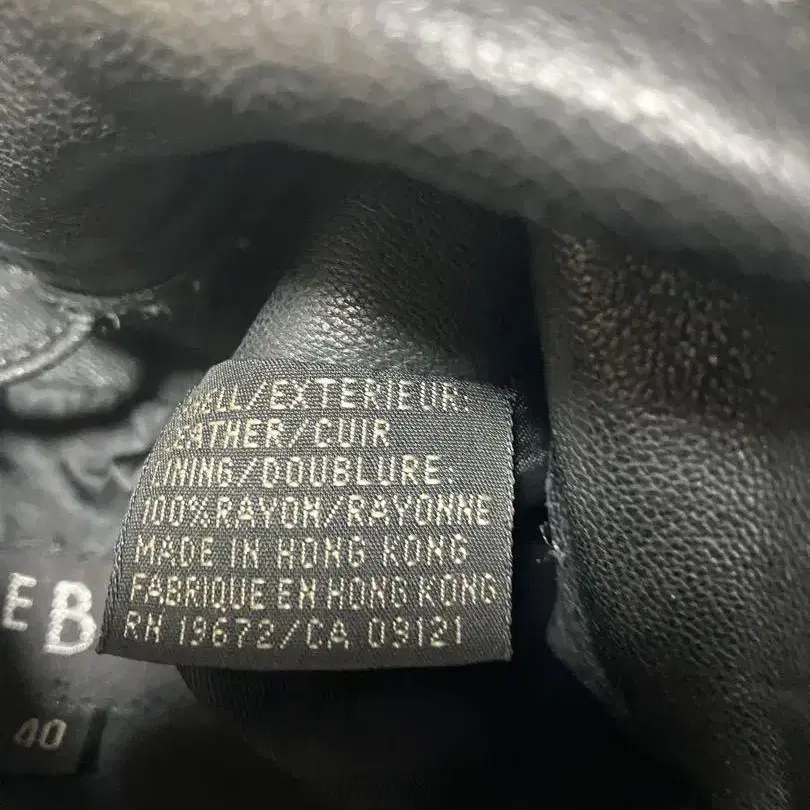 SHELL/EXTERIEUR:
LEATHER/CUIR
LINING/DOUBLURE:
100%RAYON/RAYONNE
MADE IN HONG KONG
FABRIQUE EN HONG KONG
RN 19672/CA 09121
EB
40